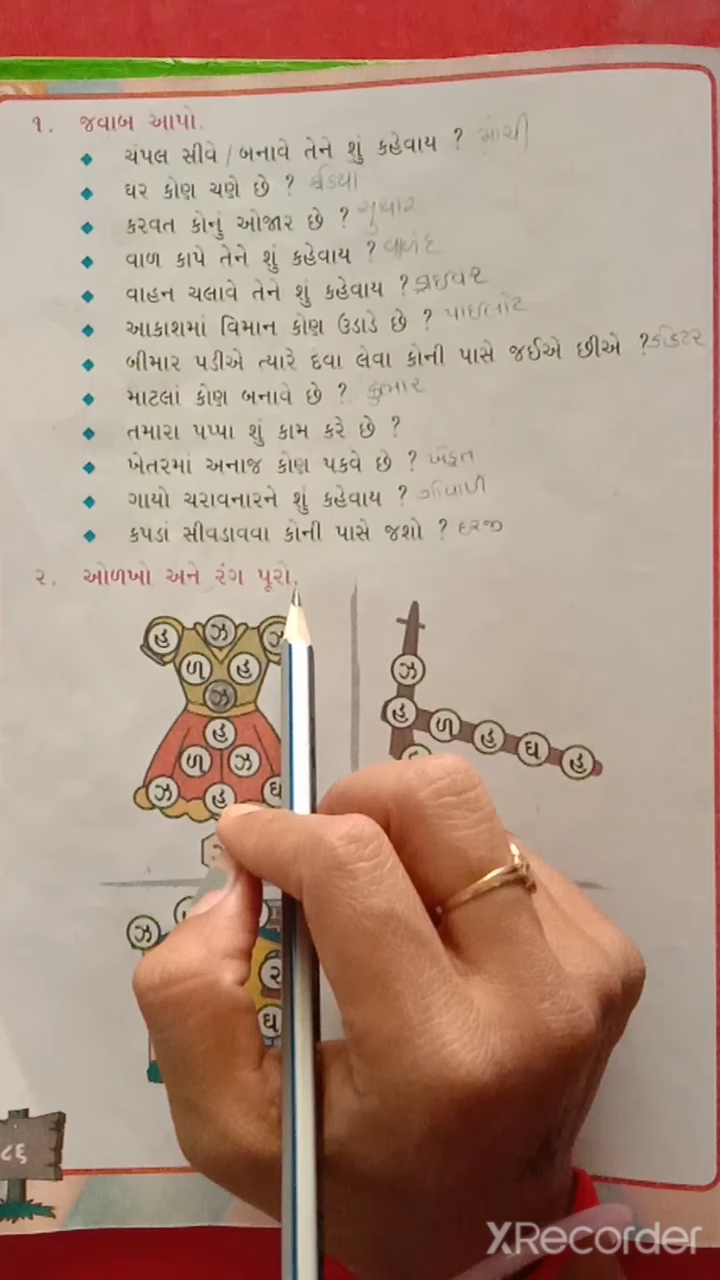 ૧. જવાબ આપો.
ચંપલ સીવે / બનાવે તેને શું કહેવાય ? મોચી
ઘર કોણ ચણે છે ? કડિયા
કરવત કોનું ઓજાર છે ? સુથાર
વાળ કાપે તેને શું કહેવાય ? વાળંદ
વાહન ચલાવે તેને શું કહેવાય ? ડ્રાઇવર
આકાશમાં વિમાન કોણ ઉડાડે છે ? પાઇલોટ
બીમાર પડીએ ત્યારે દવા લેવા કોની પાસે જઈએ છીએ ?
માટલાં કોણ બનાવે છે ? કુંભાર
તમારા પપ્પા શું કામ કરે છે ?
ખેતરમાં અનાજ કોણ પકવે છે ? ખેડૂત
ગાયો ચરાવનારને શું કહેવાય ? ગોવાળ
કપડાં સીવડાવવા કોની પાસે જશો ? દરજી
૨. ઓળખો અને રંગ પૂરો.
હ ઝ
ળ હ
ઝ
હ
ળ ઝ
ઝ હ ઘ
ઝ
હ ળ હ ઘ હ
ઝ
ર
ઘ
૮૬
XRecorder